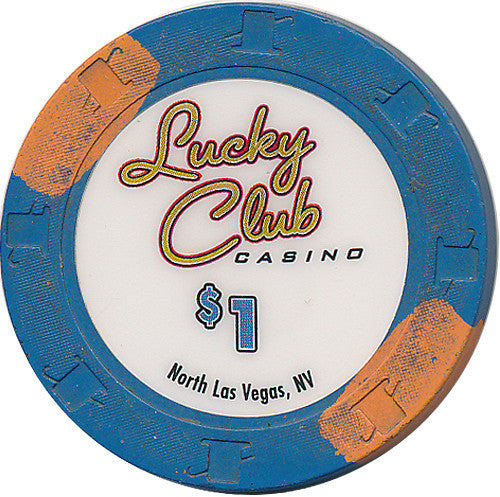 Lucky
Club
CASINO
$1
North Las Vegas, NV